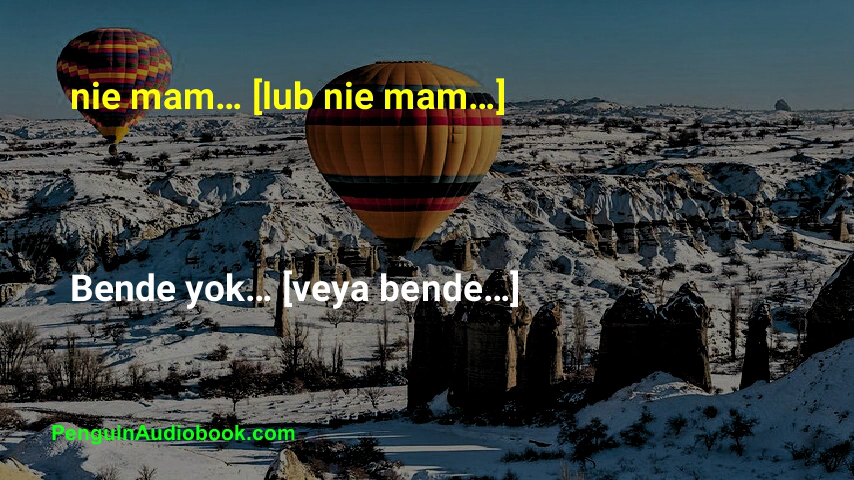 nie mam… [lub nie mam…]
Bende yok… [veya bende…]
PenguinAudiobook.com